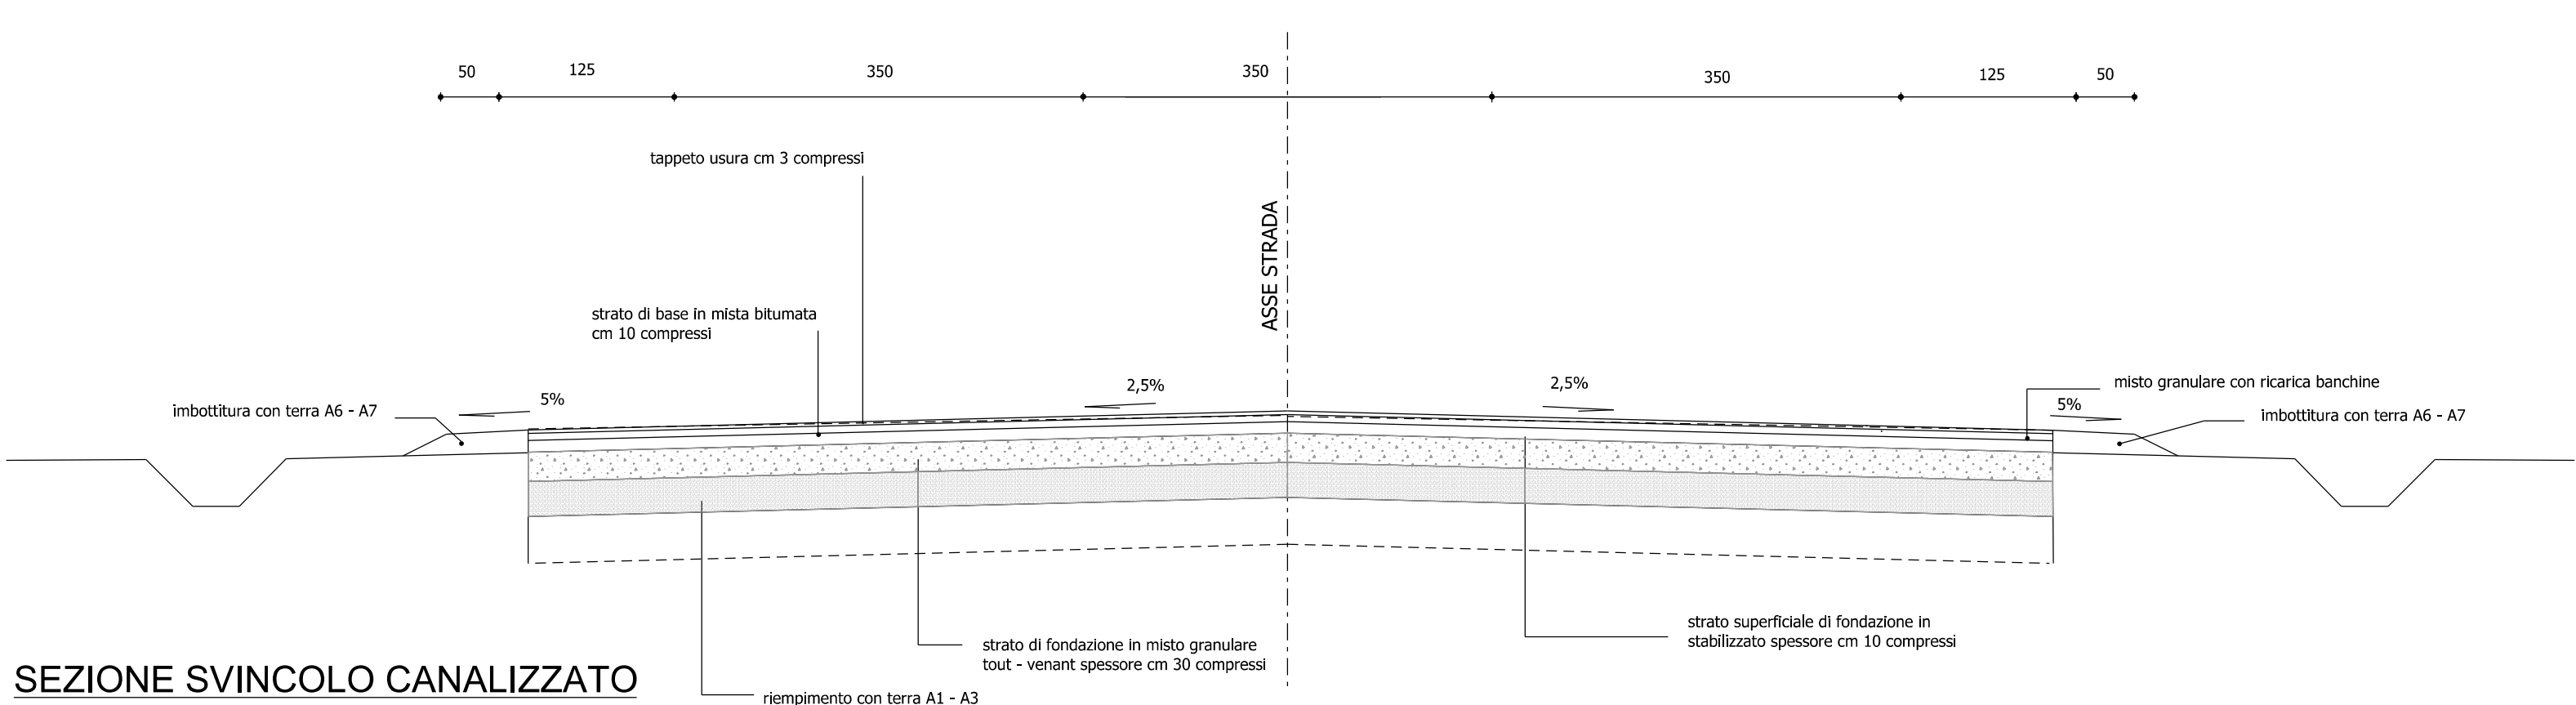 50
125
350
350
350
125
50
tappeto usura cm 3 compressi
ASSE STRADA
strato di base in mista bitumata
cm 10 compressi
2,5%
2,5%
misto granulare con ricarica banchine
5%
5%
imbottitura con terra A6 - A7
imbottitura con terra A6 - A7
strato superficiale di fondazione in
stabilizzato spessore cm 10 compressi
strato di fondazione in misto granulare
tout - venant spessore cm 30 compressi
SEZIONE SVINCOLO CANALIZZATO
riempimento con terra A1 - A3